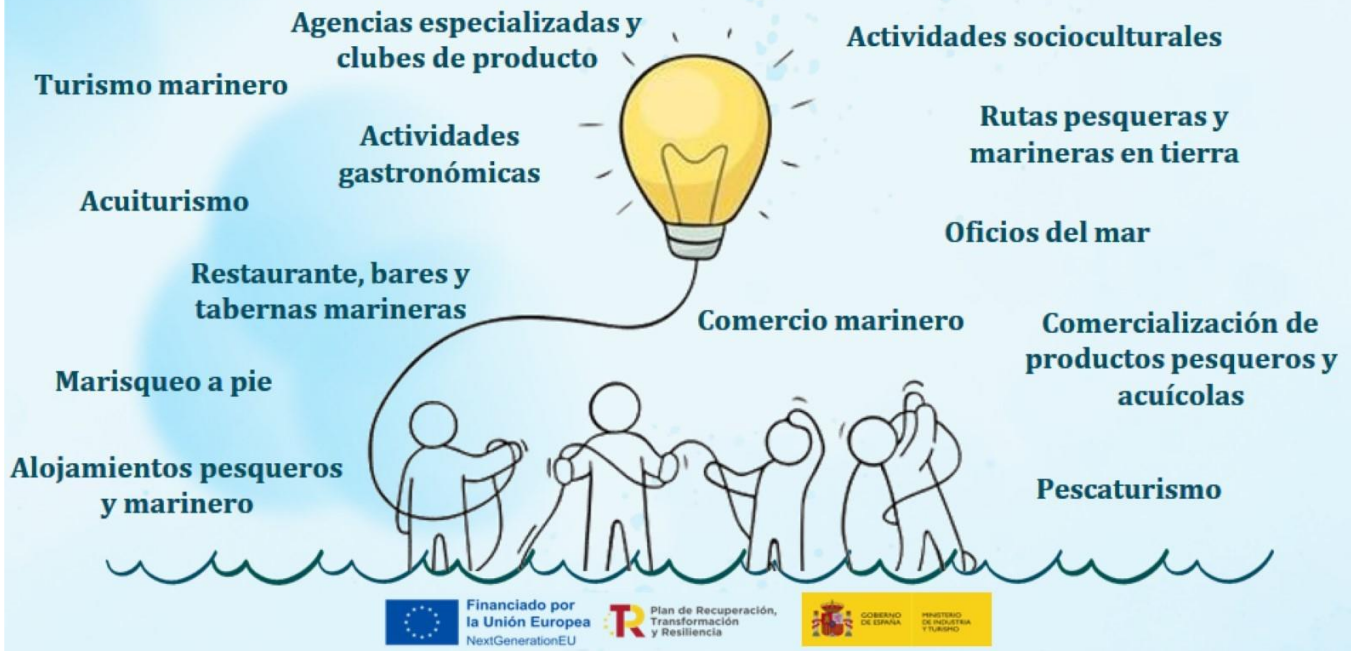 Agencias especializadas y
clubes de producto
Actividades socioculturales
Turismo marinero
Actividades
gastronómicas
Rutas pesqueras y
marineras en tierra
Acuiturismo
Oficios del mar
Restaurante, bares y
tabernas marineras
Comercio marinero
Comercialización de
productos pesqueros y
acuícolas
Marisqueo a pie
Alojamientos pesqueros
y marinero
Pescaturismo
Financiado por
la Unión Europea
NextGenerationEU
TR
Plan de Recuperación,
Transformación
y Resiliencia
GOBIERNO
DE ESPAÑA
MINISTERIO
DE INDUSTRIA
Y TURISMO